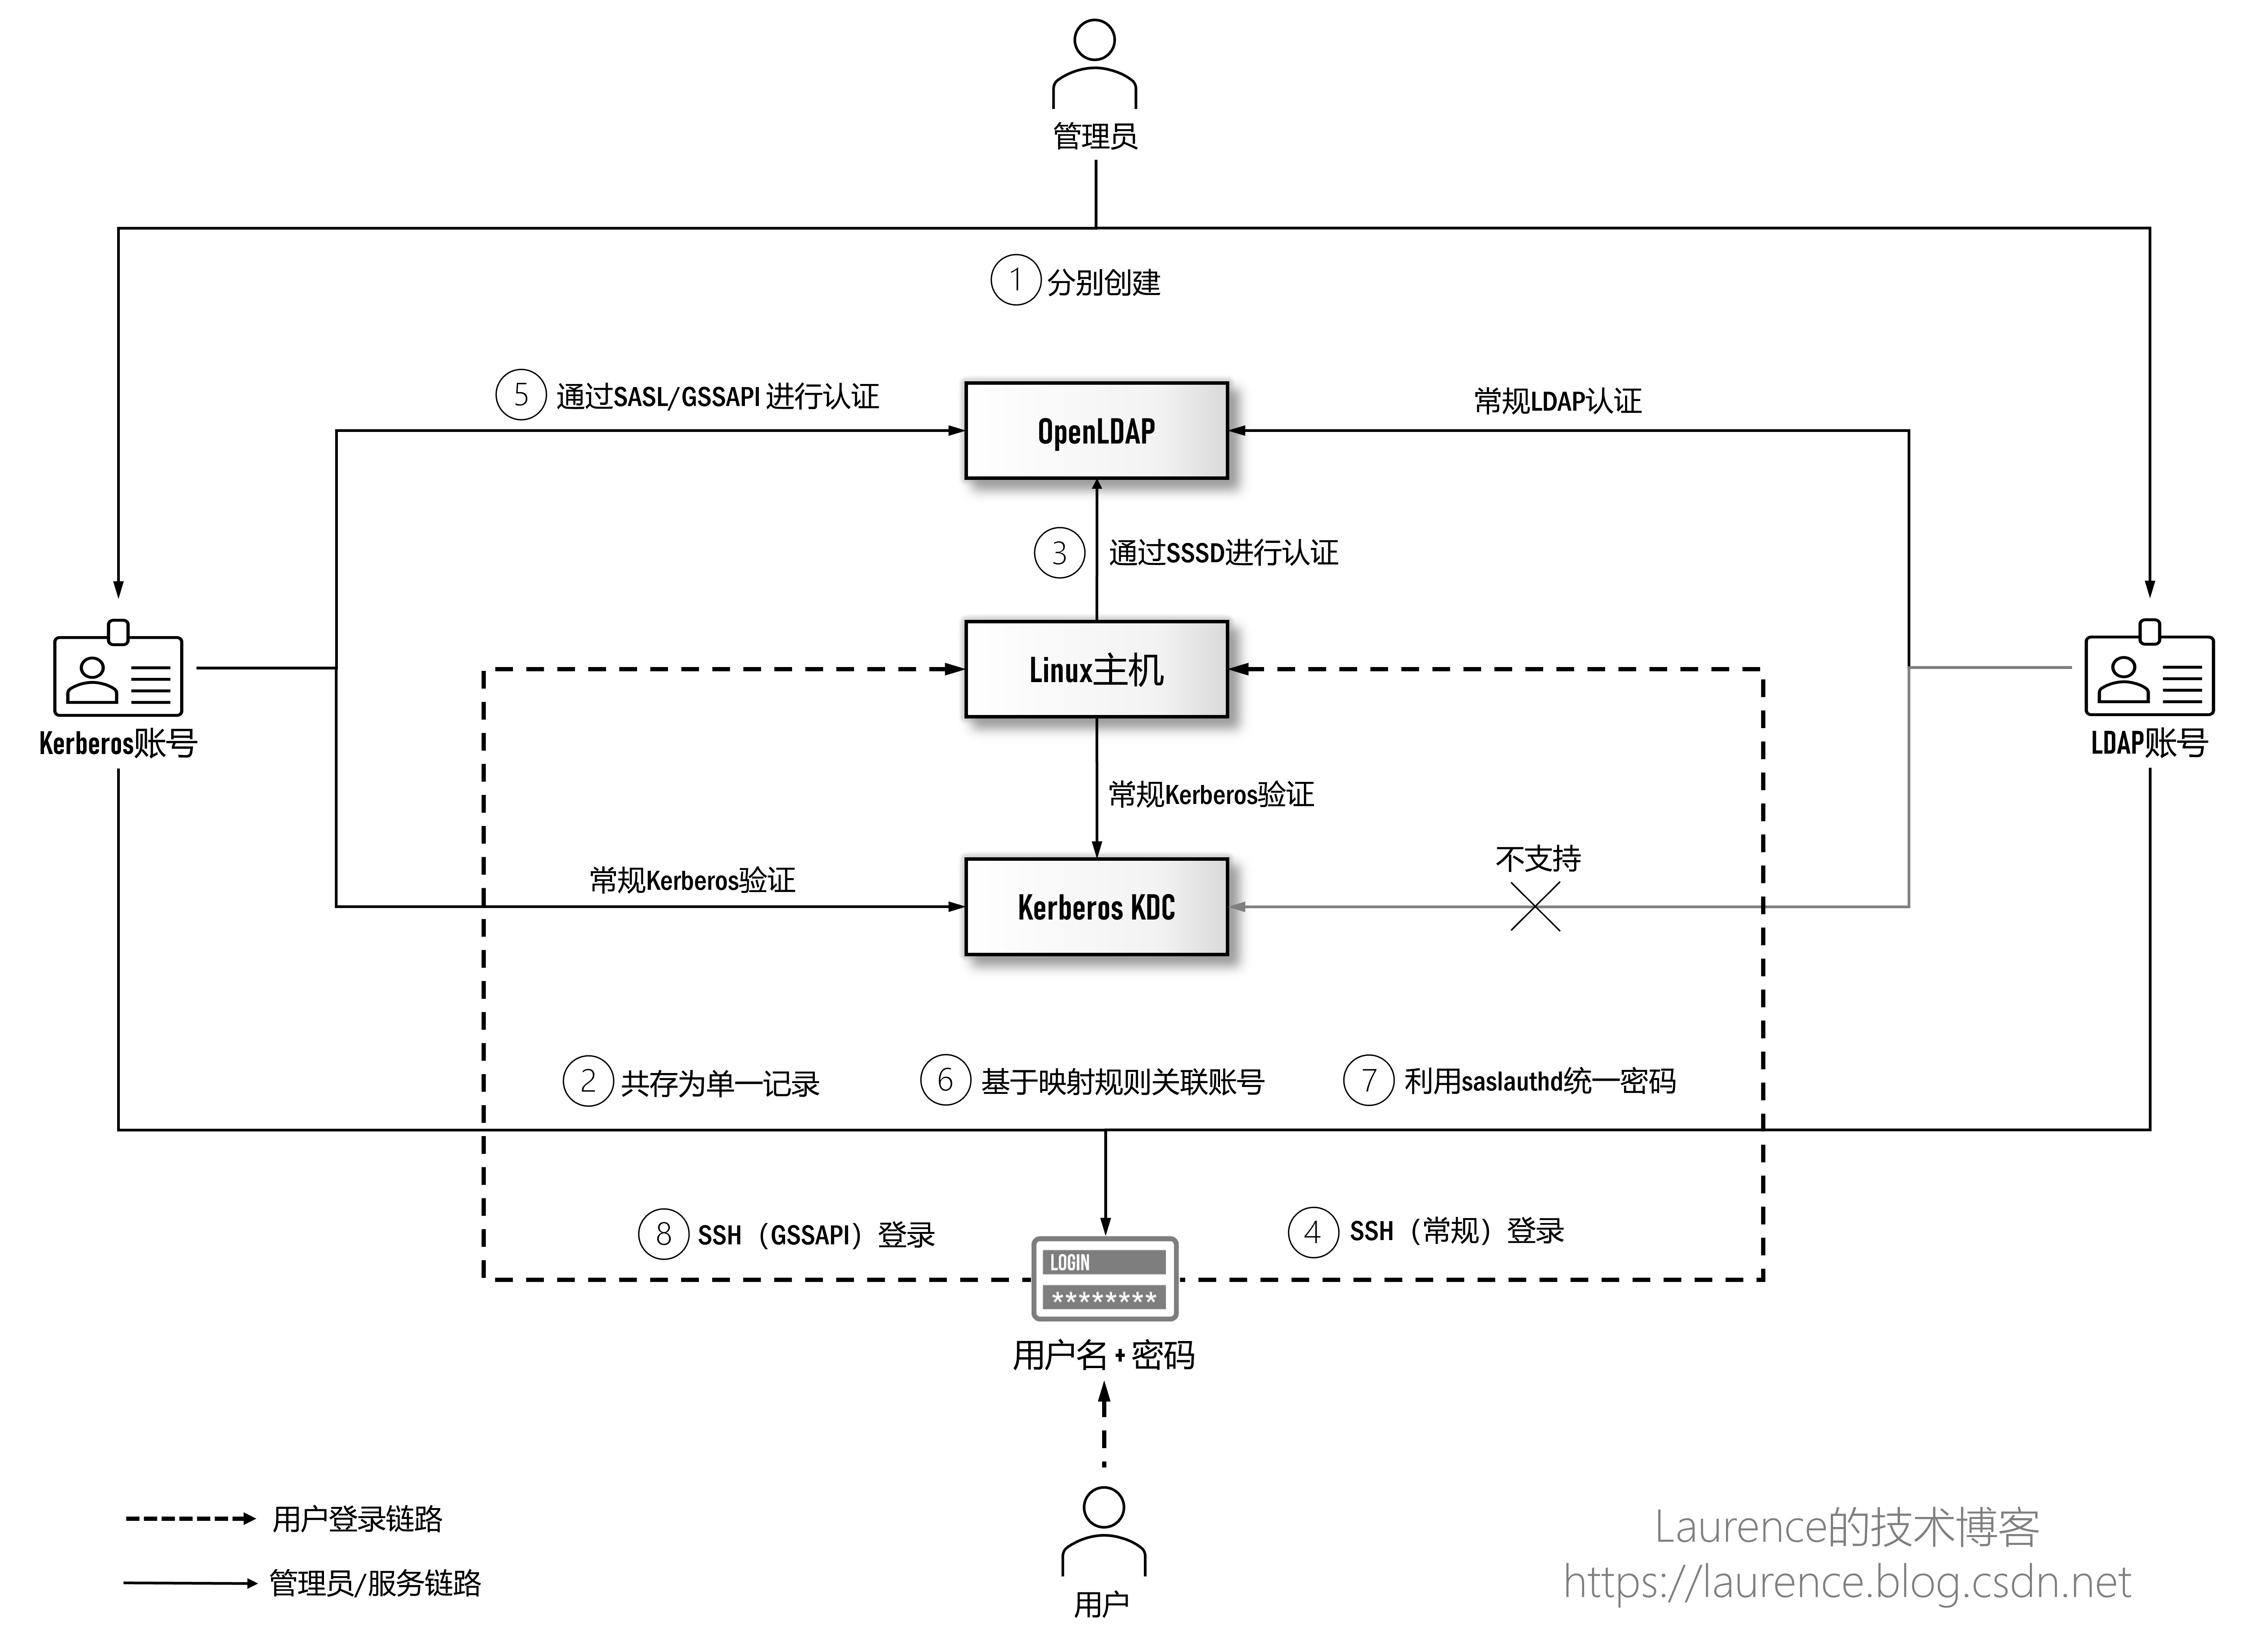 管理员
① 分别创建
⑤ 通过SASL/GSSAPI 进行认证
OpenLDAP
常规LDAP认证
③ 通过SSSD进行认证
Linux主机
Kerberos账号
LDAP账号
常规Kerberos验证
不支持
常规Kerberos验证
Kerberos KDC
② 共存为单一记录
⑥ 基于映射规则关联账号
⑦ 利用saslauthd统一密码
⑧ SSH（GSSAPI）登录
④ SSH（常规）登录
LOGIN
********
用户名 + 密码
用户登录链路
管理员/服务链路
用户
Laurence的技术博客
https://laurence.blog.csdn.net